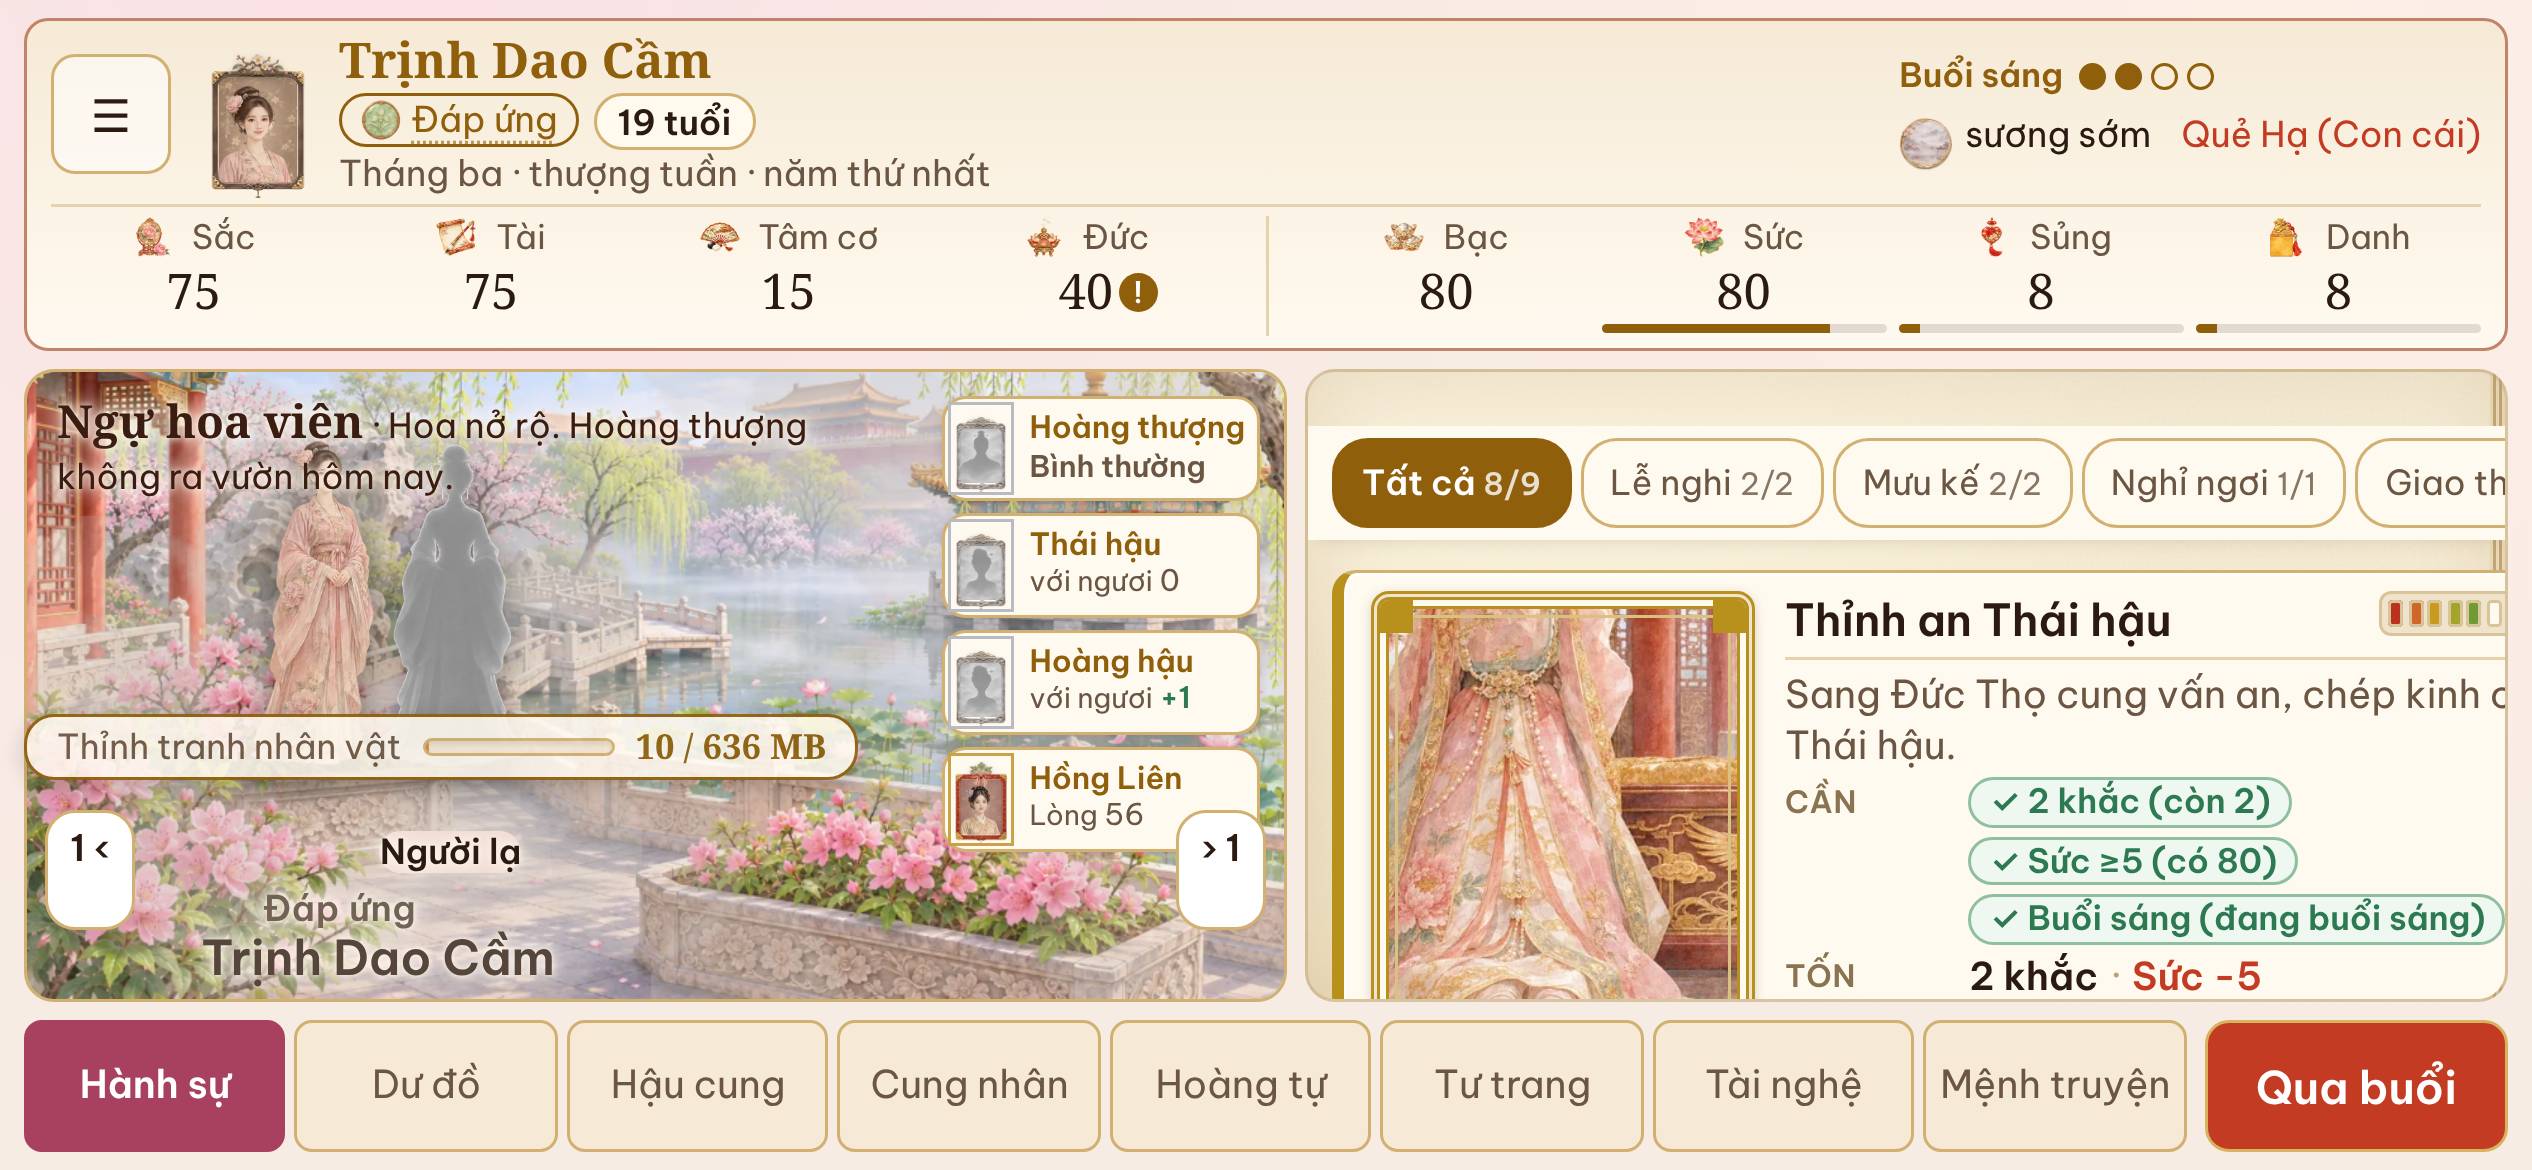 ☰
Trịnh Dao Cầm
Đáp ứng
19 tuổi
Tháng ba · thượng tuần · năm thứ nhất
Buổi sáng
sương sớm Quẻ Hạ (Con cái)
Sắc
75
Tài
75
Tâm cơ
15
Đức
40 !
Bạc
80
Sức
80
Sủng
8
Danh
8
Ngự hoa viên · Hoa nở rộ. Hoàng thượng
không ra vườn hôm nay.
Hoàng thượng
Bình thường
Thái hậu
với ngươi 0
Hoàng hậu
với ngươi +1
Hồng Liên
Lòng 56
Thỉnh tranh nhân vật 10 / 636 MB
1 ‹
› 1
Người lạ
Đáp ứng
Trịnh Dao Cầm
Tất cả 8/9
Lễ nghi 2/2
Mưu kế 2/2
Nghỉ ngơi 1/1
Giao th
Thỉnh an Thái hậu
Sang Đức Thọ cung vấn an, chép kinh c
Thái hậu.
CẦN
✓ 2 khắc (còn 2)
✓ Sức ≥5 (có 80)
✓ Buổi sáng (đang buổi sáng)
TỐN
2 khắc · Sức -5
Hành sự
Dư đồ
Hậu cung
Cung nhân
Hoàng tự
Tư trang
Tài nghệ
Mệnh truyện
Qua buổi